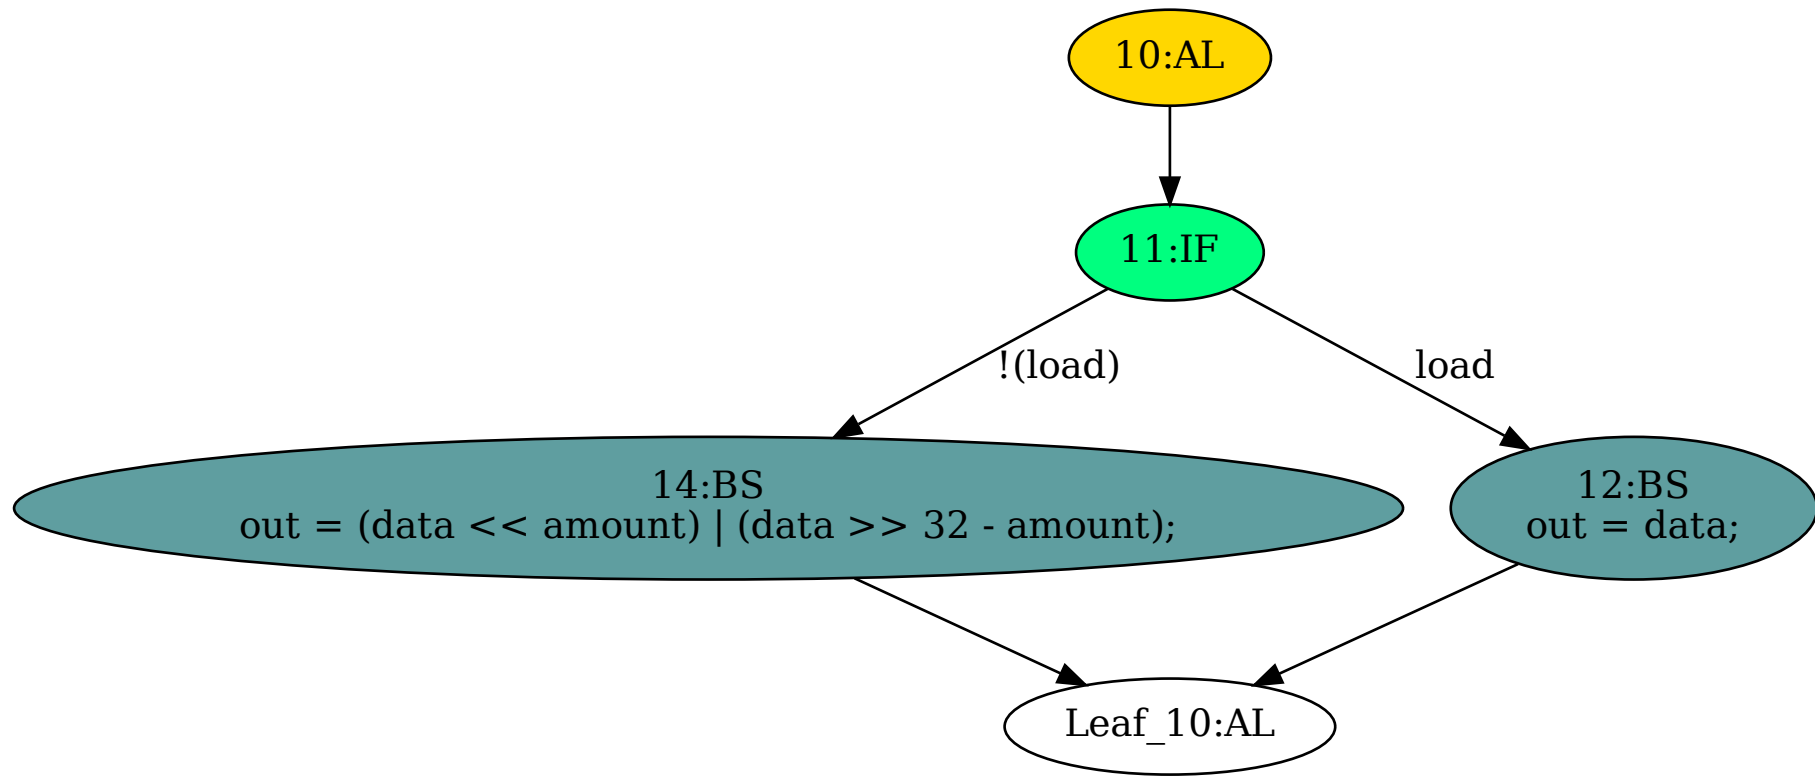 10:AL
11:IF
!(load)
load
14:BS
out = (data << amount) | (data >> 32 - amount);
12:BS
out = data;
Leaf_10:AL